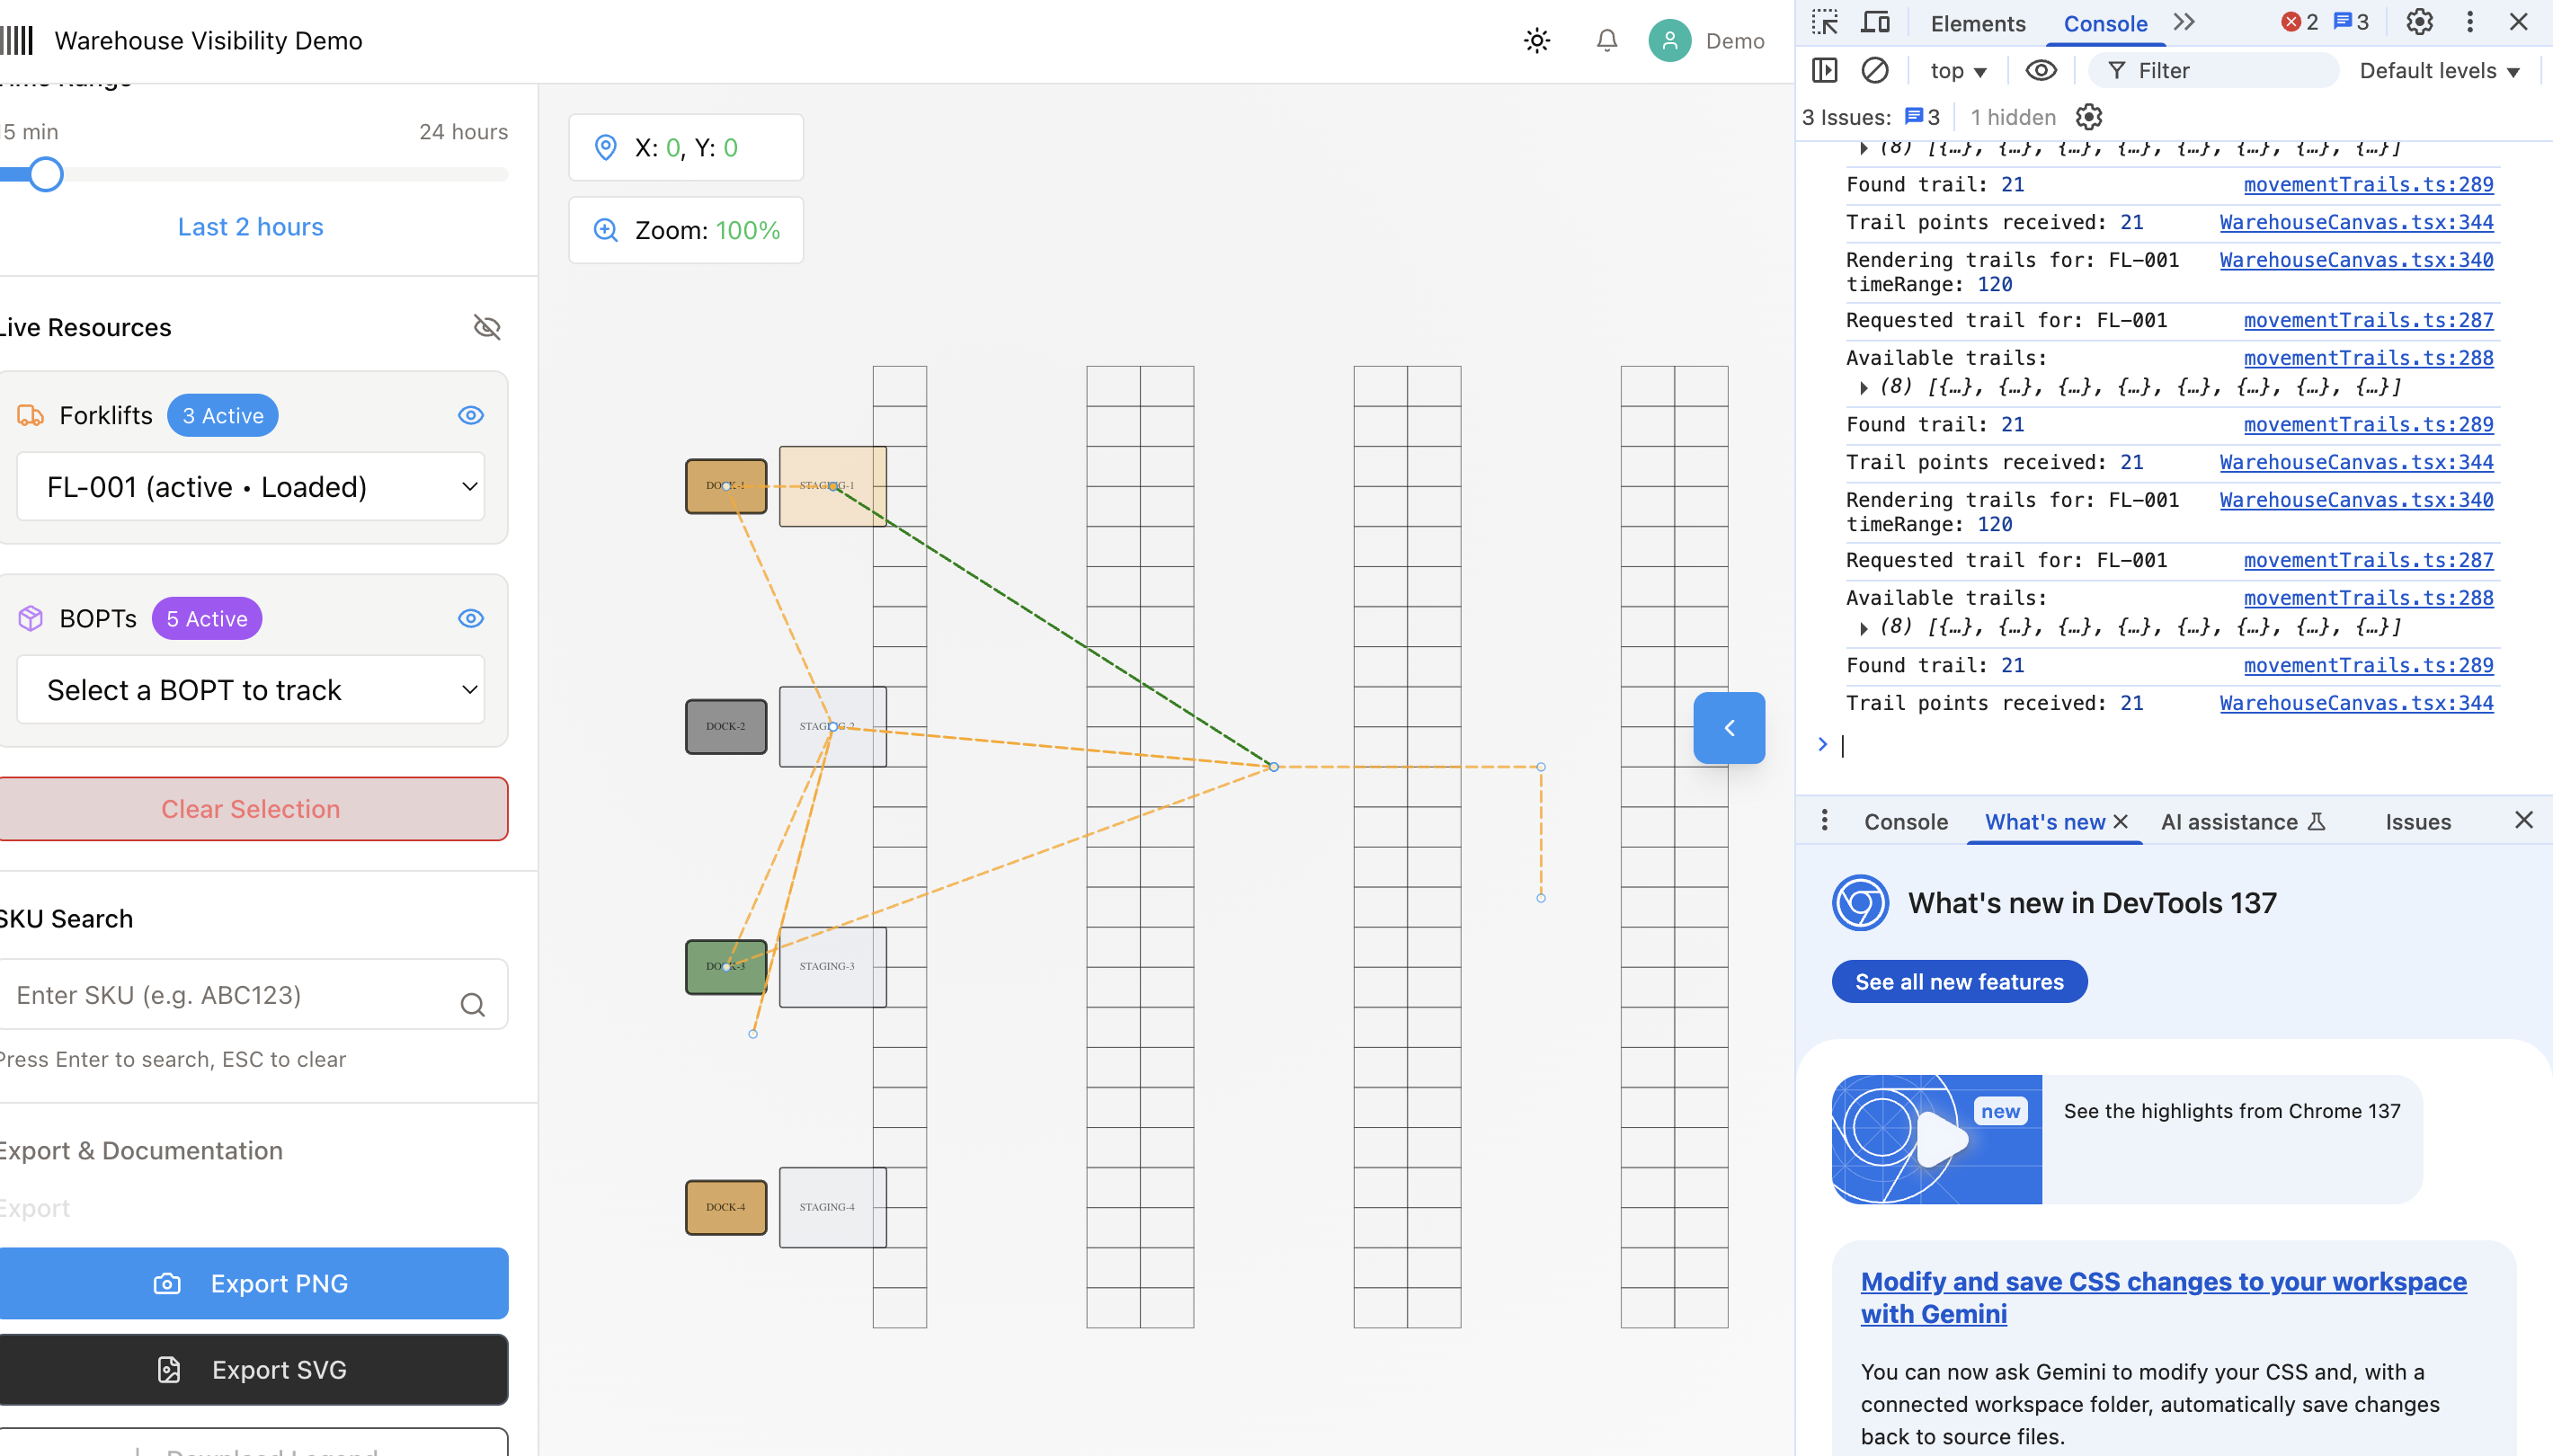 Warehouse Visibility Demo
Demo
Time Range
15 min
24 hours
Last 2 hours
Live Resources
Forklifts
3 Active
FL-001 (active • Loaded)
BOPTs
5 Active
Select a BOPT to track
Clear Selection
SKU Search
Enter SKU (e.g. ABC123)
Press Enter to search, ESC to clear
Export & Documentation
Export
Export PNG
Export SVG
Download Legend
X: 0, Y: 0
Zoom: 100%
DOCK-1
STAGING-1
DOCK-2
STAGING-2
DOCK-3
STAGING-3
DOCK-4
STAGING-4
Elements
Console
2
3
top
Filter
Default levels
3 Issues:
3
1 hidden
(8) [{…}, {…}, {…}, {…}, {…}, {…}, {…}, {…}]
Found trail: 21 movementTrails.ts:289
Trail points received: 21 WarehouseCanvas.tsx:344
Rendering trails for: FL-001 WarehouseCanvas.tsx:340
timeRange: 120
Requested trail for: FL-001 movementTrails.ts:287
Available trails: movementTrails.ts:288
(8) [{…}, {…}, {…}, {…}, {…}, {…}, {…}, {…}]
Found trail: 21 movementTrails.ts:289
Trail points received: 21 WarehouseCanvas.tsx:344
Rendering trails for: FL-001 WarehouseCanvas.tsx:340
timeRange: 120
Requested trail for: FL-001 movementTrails.ts:287
Available trails: movementTrails.ts:288
(8) [{…}, {…}, {…}, {…}, {…}, {…}, {…}, {…}]
Found trail: 21 movementTrails.ts:289
Trail points received: 21 WarehouseCanvas.tsx:344
Console
What's new
AI assistance
Issues
What's new in DevTools 137
See all new features
new
See the highlights from Chrome 137
Modify and save CSS changes to your workspace
with Gemini
You can now ask Gemini to modify your CSS and, with a
connected workspace folder, automatically save changes
back to source files.